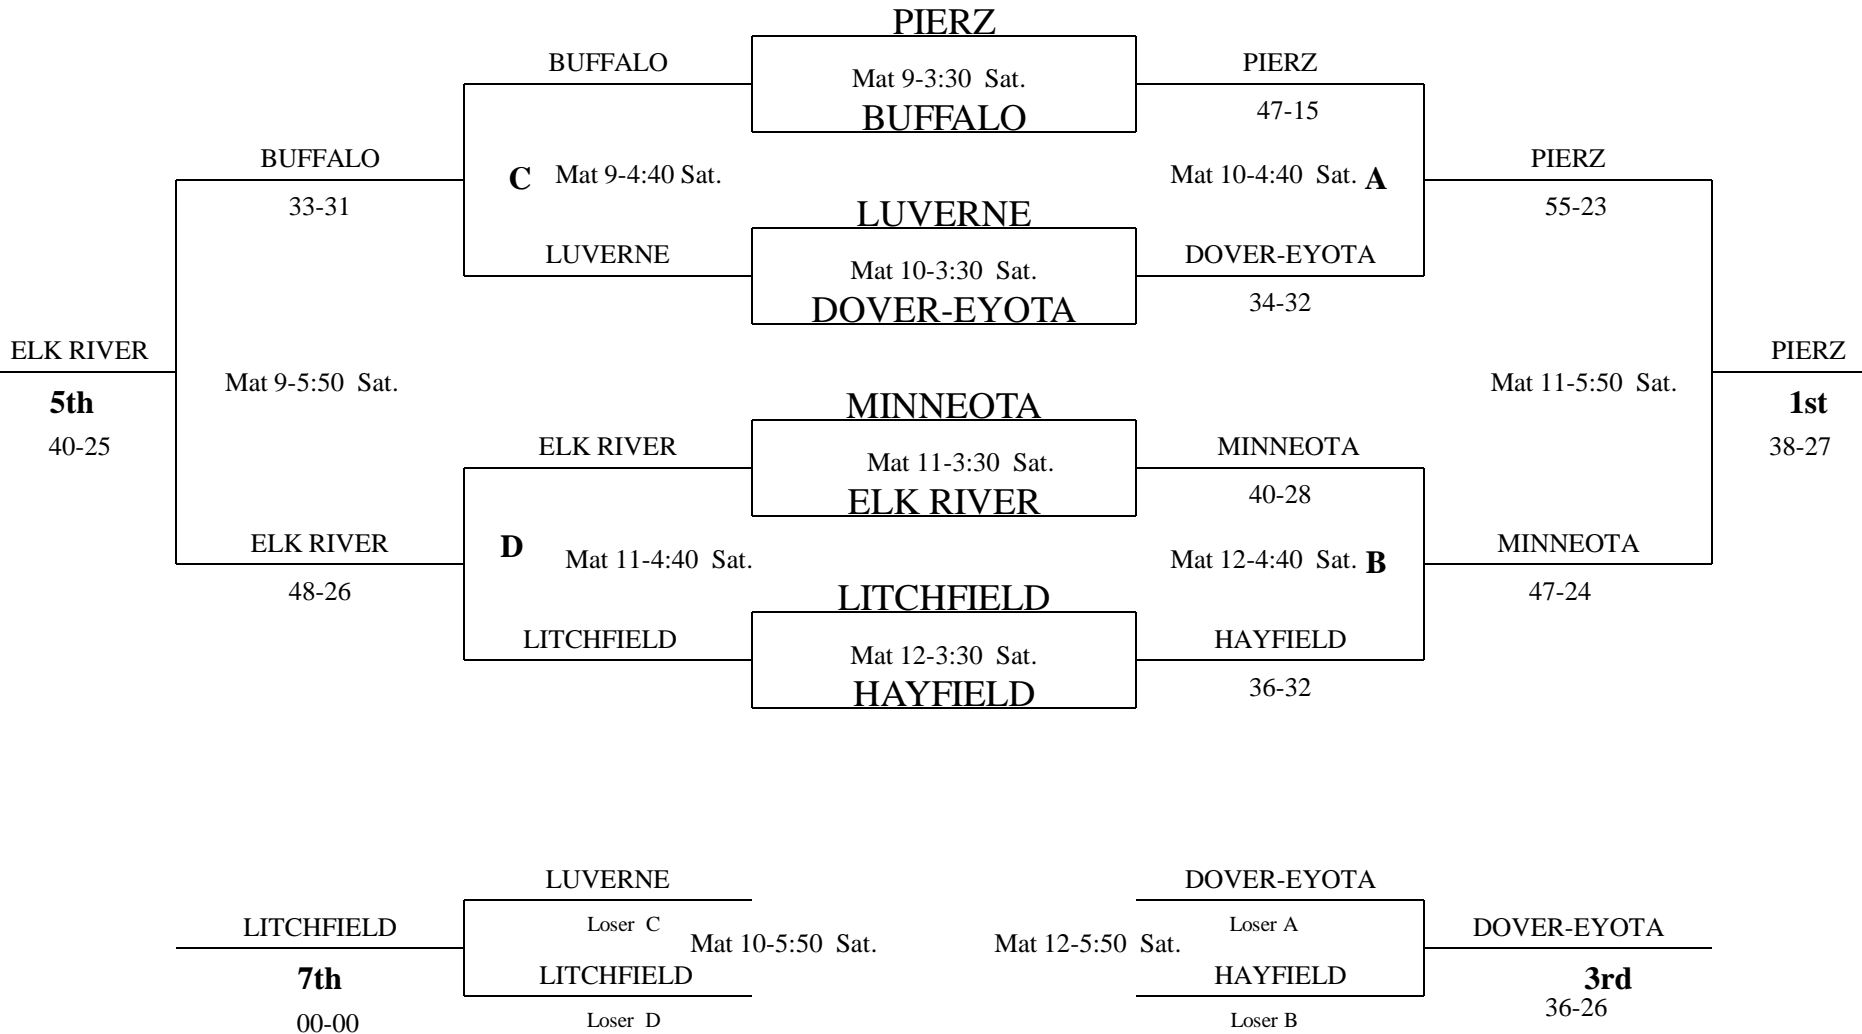 PIERZ
BUFFALO
PIERZ
Mat 9-3:30 Sat.
47-15
BUFFALO
BUFFALO
PIERZ
C Mat 9-4:40 Sat.
Mat 10-4:40 Sat. A
33-31
55-23
LUVERNE
LUVERNE
DOVER-EYOTA
Mat 10-3:30 Sat.
34-32
DOVER-EYOTA
ELK RIVER
PIERZ
Mat 9-5:50 Sat.
Mat 11-5:50 Sat.
5th
1st
40-25
38-27
MINNEOTA
ELK RIVER
MINNEOTA
Mat 11-3:30 Sat.
40-28
ELK RIVER
ELK RIVER
D
Mat 11-4:40 Sat.
Mat 12-4:40 Sat. B
MINNEOTA
48-26
47-24
LITCHFIELD
LITCHFIELD
HAYFIELD
Mat 12-3:30 Sat.
36-32
HAYFIELD
LUVERNE
DOVER-EYOTA
LITCHFIELD
Loser C
Mat 10-5:50 Sat.
Mat 12-5:50 Sat.
Loser A
DOVER-EYOTA
7th
LITCHFIELD
HAYFIELD
3rd
00-00
Loser D
Loser B
36-26